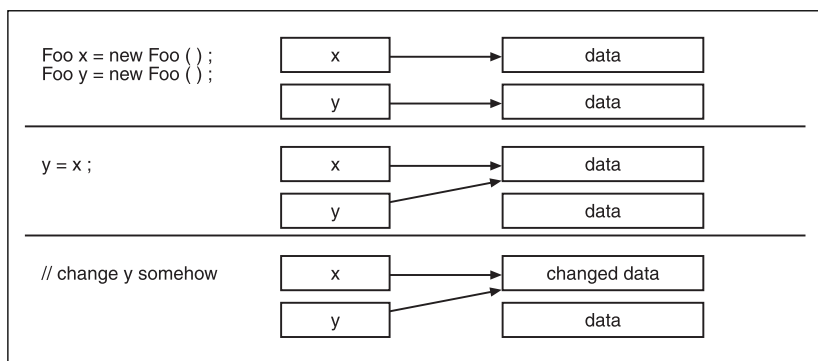 Foo x = new Foo ( ) ;
Foo y = new Foo ( ) ;
x
data
y
data
y = x ;
x
data
y
data
// change y somehow
x
changed data
y
data